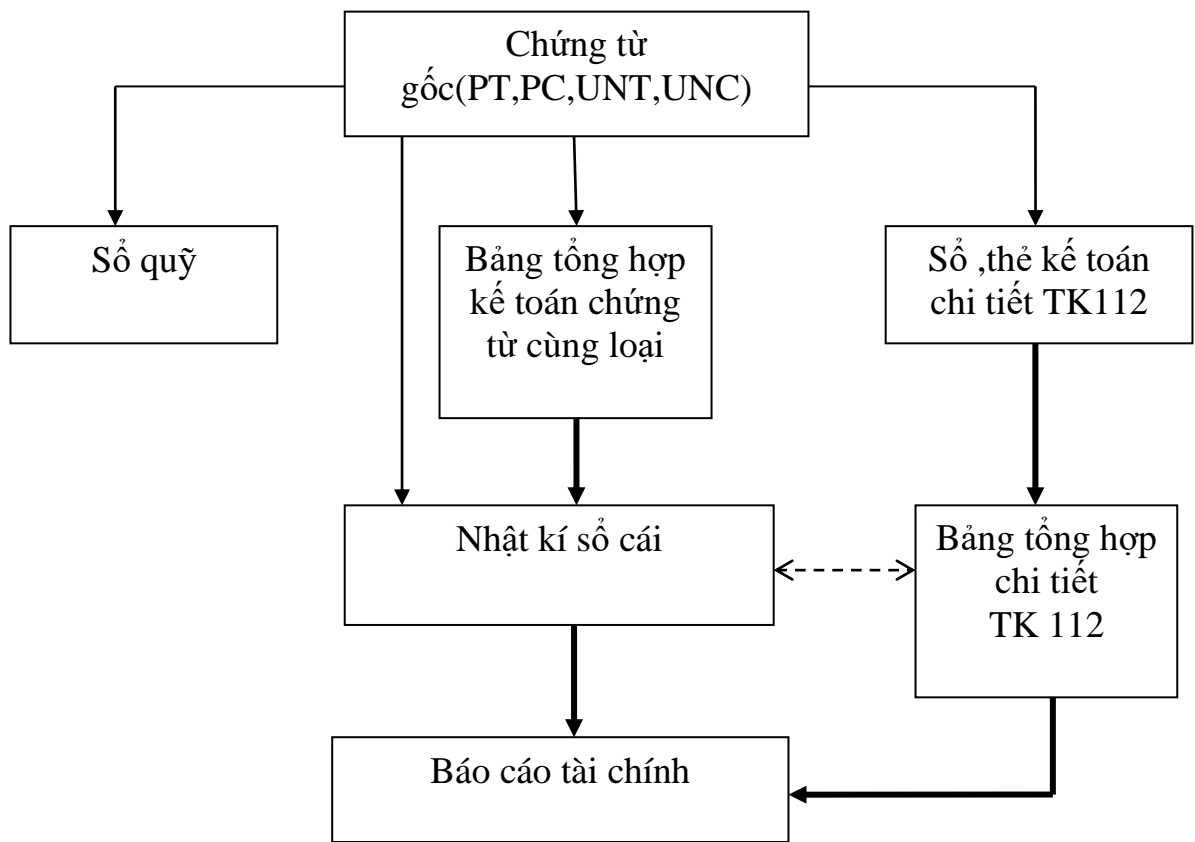 Chứng từ
gốc(PT,PC,UNT,UNC)
Sổ quỹ
Bảng tổng hợp
kế toán chứng
từ cùng loại
Sổ ,thẻ kế toán
chi tiết TK112
Nhật kí sổ cái
Bảng tổng hợp
chi tiết
TK 112
Báo cáo tài chính